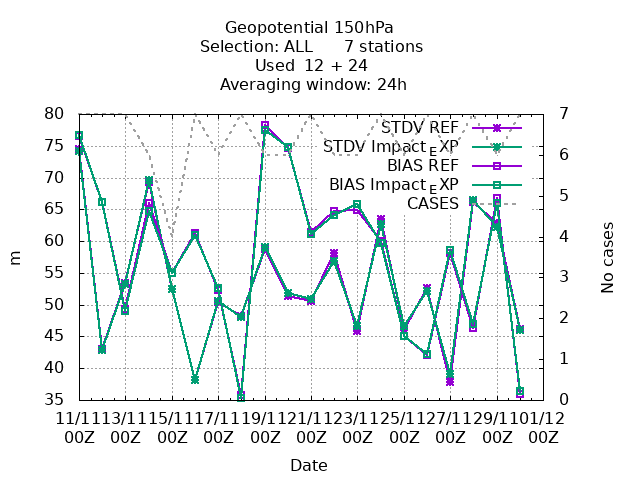 Geopotential 150hPa
Selection: ALL 7 stations
Used 12 + 24
Averaging window: 24h
80
75
70
65
60
55
50
45
40
35
m
7
6
5
4
3
2
1
0
No cases
STDV REF
STDV Impact_EXP
BIAS REF
BIAS Impact_EXP
CASES
11/11 13/11 15/11 17/11 19/11 21/11 23/11 25/11 27/11 29/11 01/12
00Z 00Z 00Z 00Z 00Z 00Z 00Z 00Z 00Z 00Z 00Z
Date